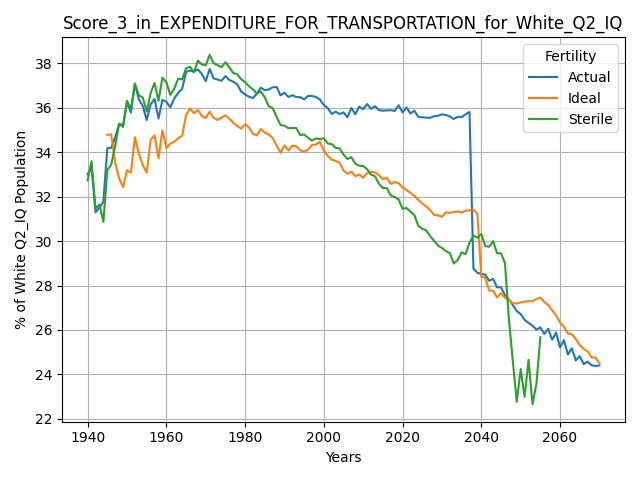 Score_3_in_EXPENDITURE_FOR_TRANSPORTATION_for_White_Q2_IQ
% of White Q2_IQ Population
38
36
34
32
30
28
26
24
22
Fertility
Actual
Ideal
Sterile
1940 1960 1980 2000 2020 2040 2060
Years